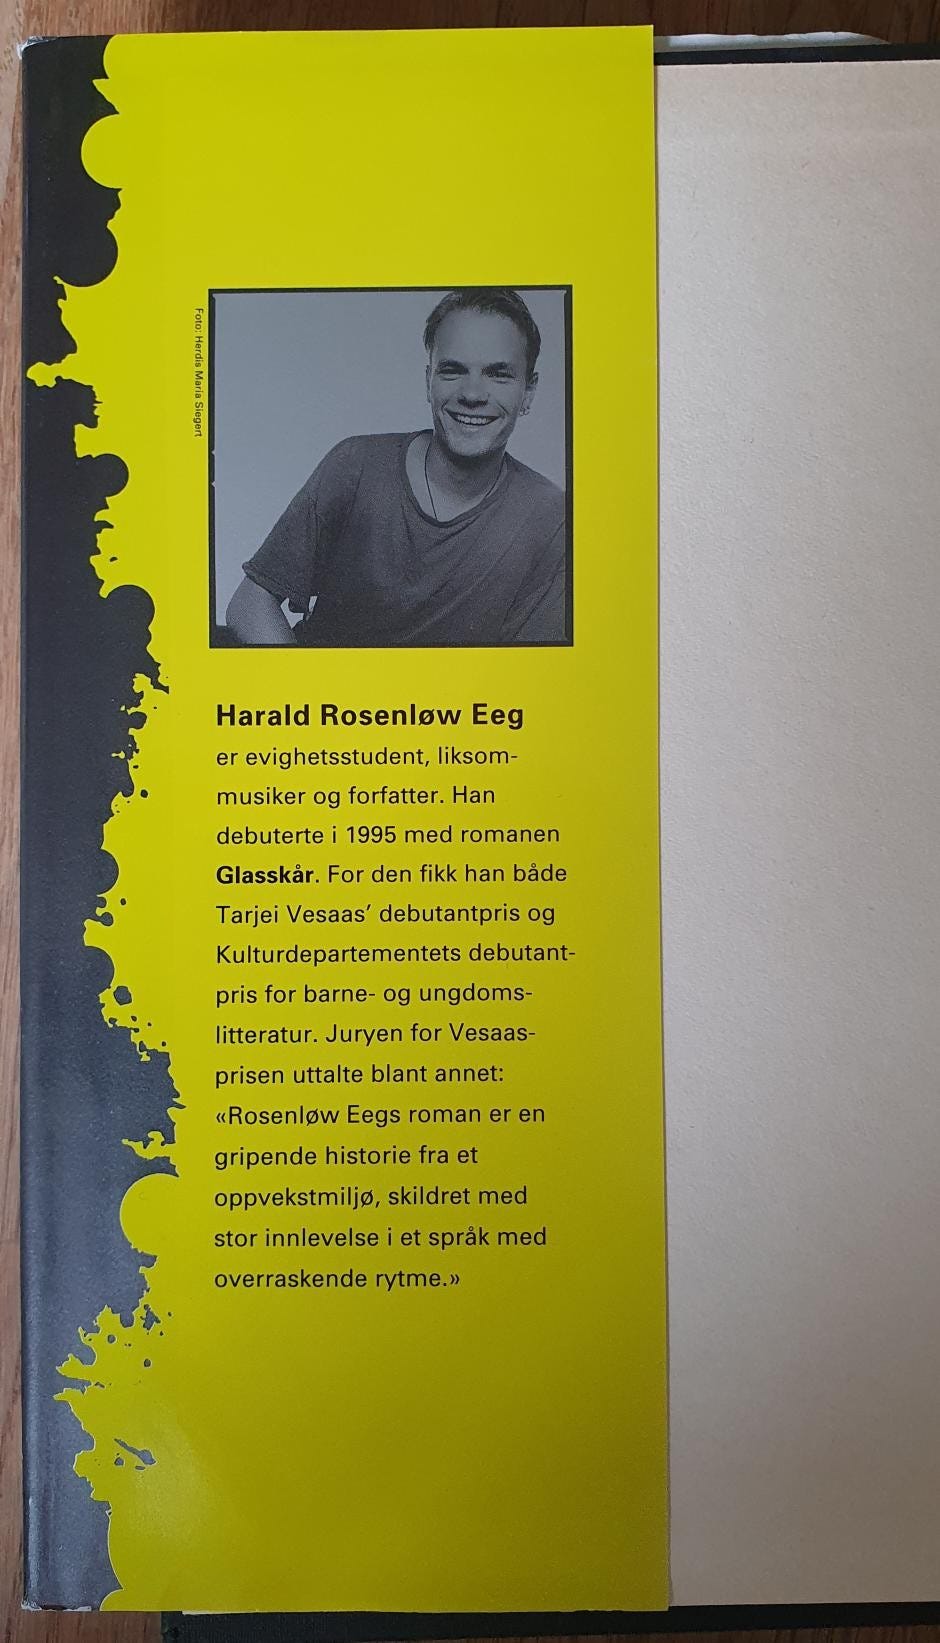 Foto: Herdis Maria Siegert
Harald Rosenløw Eeg
er evighetsstudent, liksom-
musiker og forfatter. Han
debuterte i 1995 med romanen
Glasskår. For den fikk han både
Tarjei Vesaas’ debutantpris og
Kulturdepartementets debutant-
pris for barne- og ungdoms-
litteratur. Juryen for Vesaas-
prisen uttalte blant annet:
«Rosenløw Eegs roman er en
gripende historie fra et
oppvekstmiljø, skildret med
stor innlevelse i et språk med
overraskende rytme.»